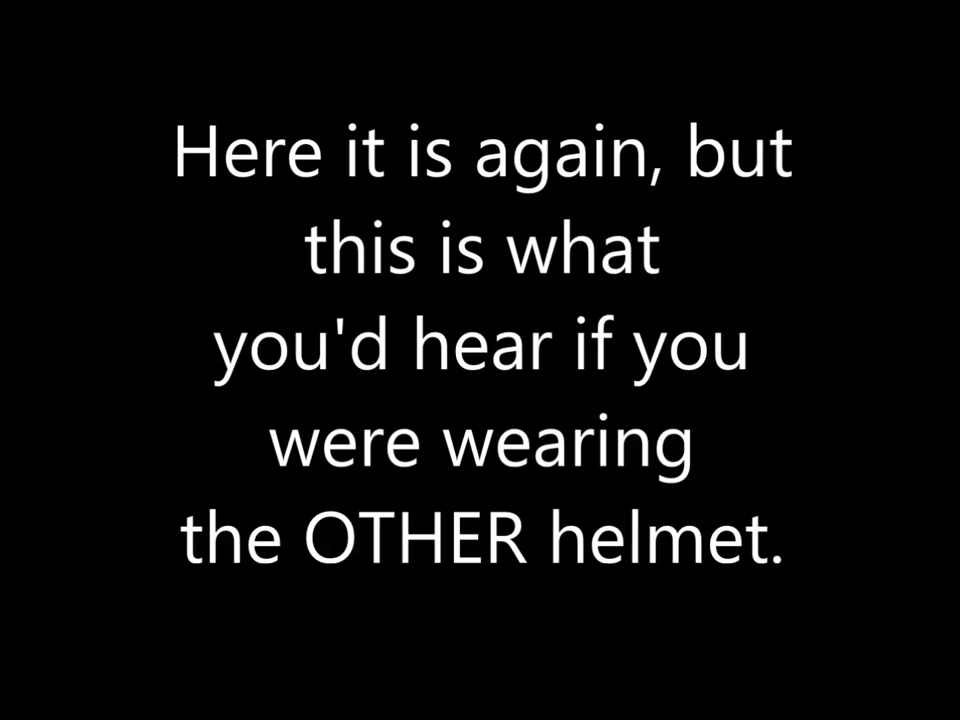 Here it is again, but
this is what
you'd hear if you
were wearing
the OTHER helmet.